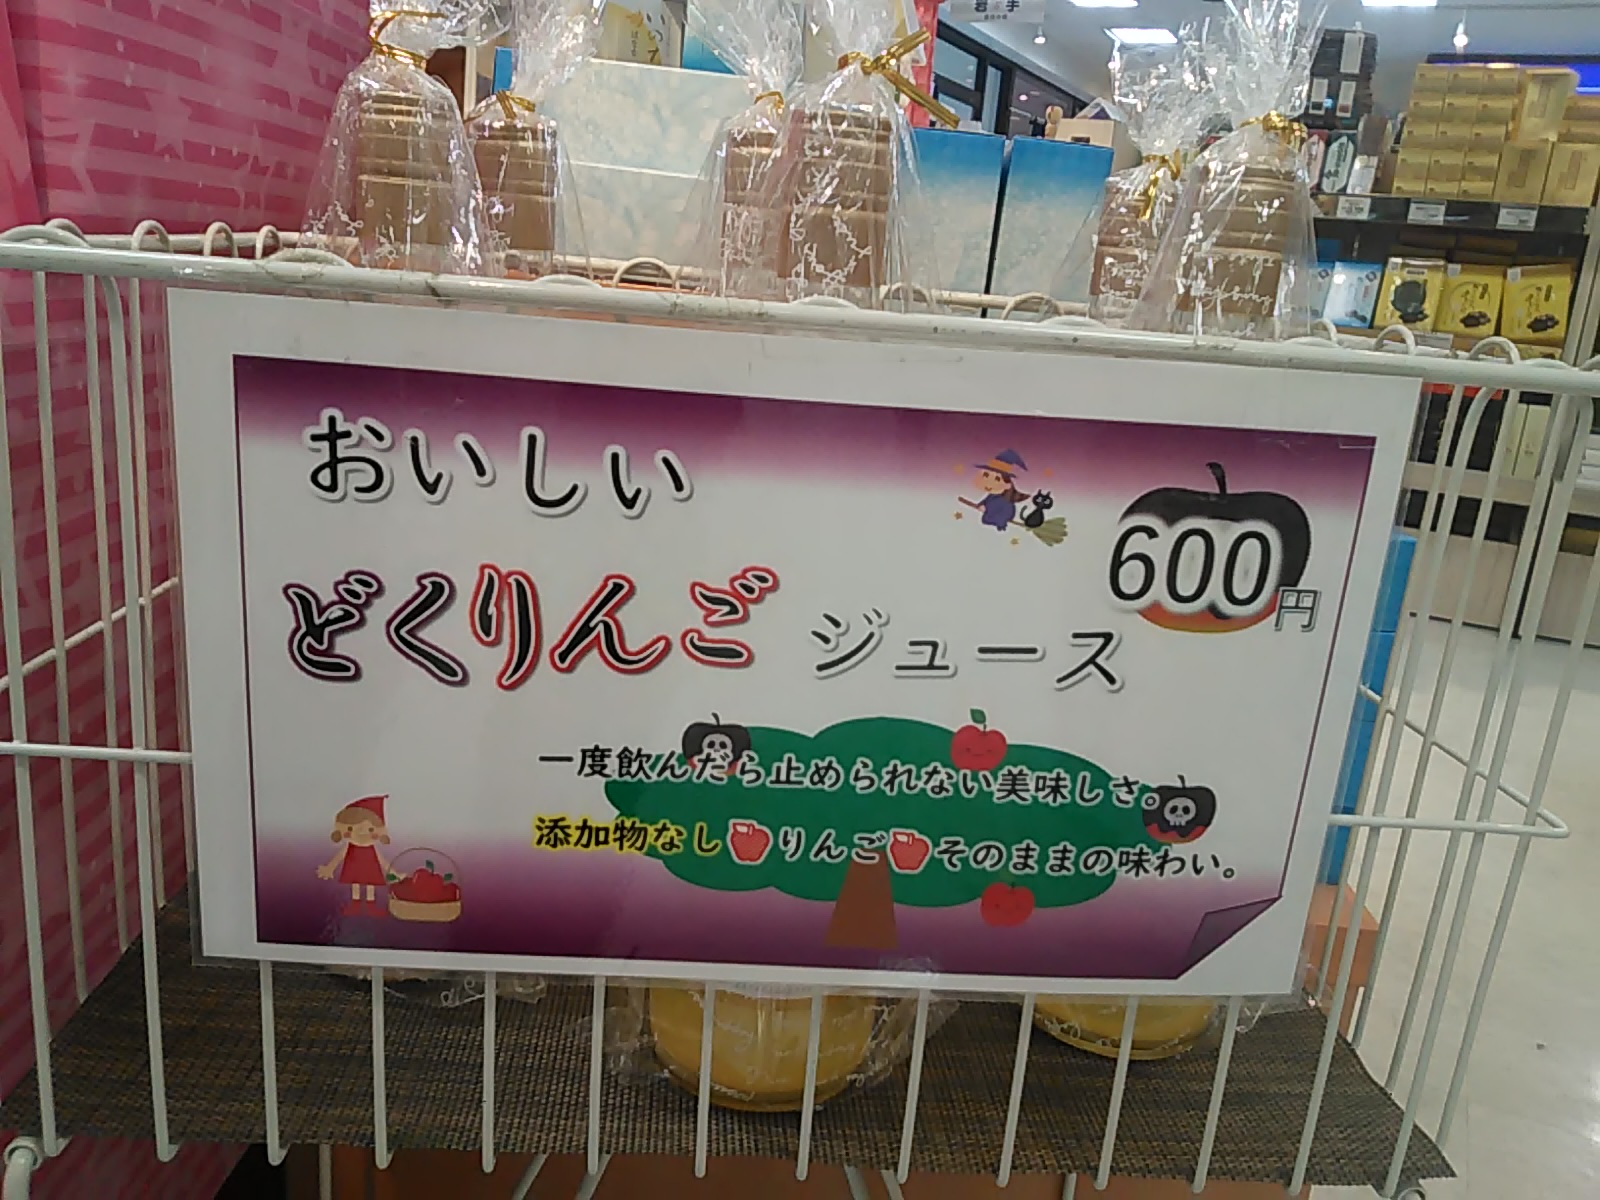 岩手
おいしい
どくりんご ジュース
600円
一度飲んだら止められない美味しさ。
添加物なし りんご そのままの味わい。